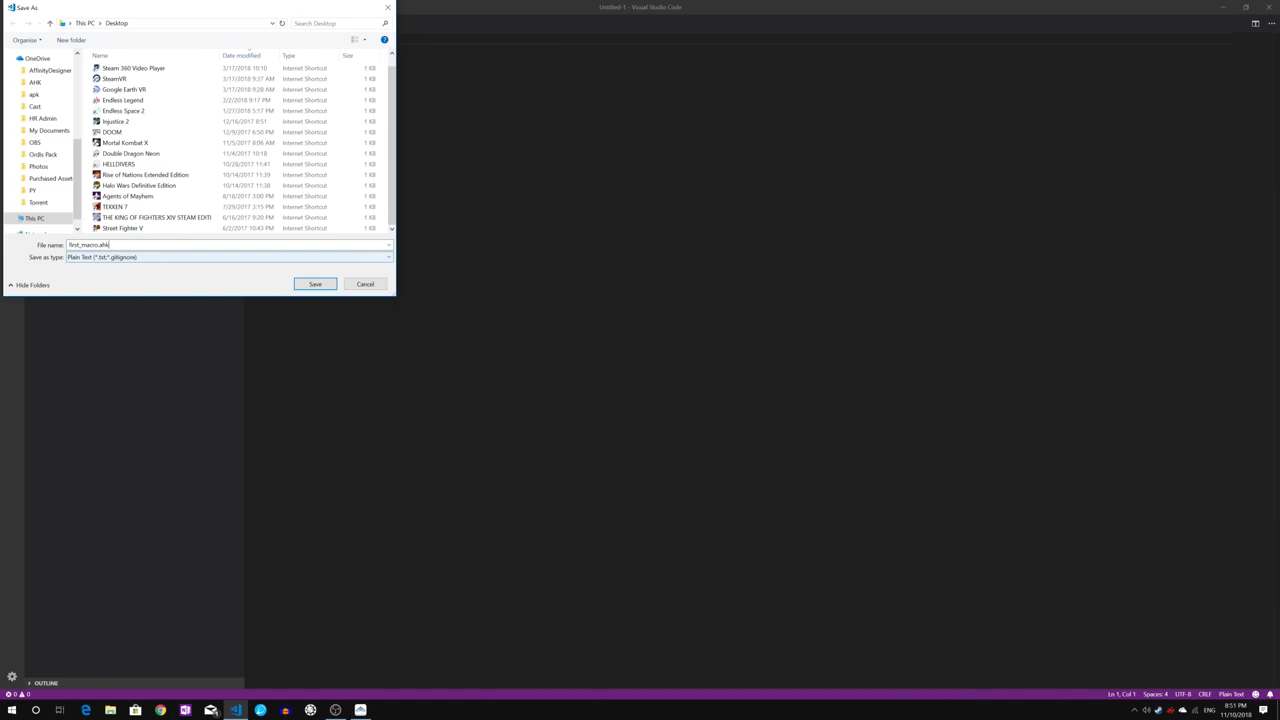 Save As
Untitled-1 - Visual Studio Code
This PC
Desktop
Search Desktop
Organise
New folder
Name
Date modified
Type
Size
OneDrive
AffinityDesigner
AHK
apk
Cast
HR Admin
My Documents
OBS
Ordis Pack
Photos
Purchased Asset
PY
Torrent
This PC
Steam 360 Video Player 3/17/2018 10:10 Internet Shortcut 1 KB
SteamVR 3/17/2018 9:37 AM Internet Shortcut 1 KB
Google Earth VR 3/17/2018 9:28 AM Internet Shortcut 1 KB
Endless Legend 3/2/2018 9:17 PM Internet Shortcut 1 KB
Endless Space 2 1/27/2018 5:17 PM Internet Shortcut 1 KB
Injustice 2 12/16/2017 8:51 Internet Shortcut 1 KB
DOOM 12/9/2017 6:50 PM Internet Shortcut 1 KB
Mortal Kombat X 11/5/2017 8:06 AM Internet Shortcut 1 KB
Double Dragon Neon 11/4/2017 10:18 Internet Shortcut 1 KB
HELLDIVERS 10/28/2017 11:41 Internet Shortcut 1 KB
Rise of Nations Extended Edition 10/14/2017 11:39 Internet Shortcut 1 KB
Halo Wars Definitive Edition 10/14/2017 11:38 Internet Shortcut 1 KB
Agents of Mayhem 8/18/2017 3:00 PM Internet Shortcut 1 KB
TEKKEN 7 7/29/2017 3:15 PM Internet Shortcut 1 KB
THE KING OF FIGHTERS XIV STEAM EDITI 6/16/2017 9:20 PM Internet Shortcut 1 KB
Street Fighter V 6/2/2017 10:43 PM Internet Shortcut 1 KB
File name: first_macro.ahk
Save as type: Plain Text (*.txt;*.gitignore)
Hide Folders
Save
Cancel
OUTLINE
0 0
Ln 1, Col 1
Spaces: 4
UTF-8
CRLF
Plain Text
ENG
8:51 PM
11/10/2018